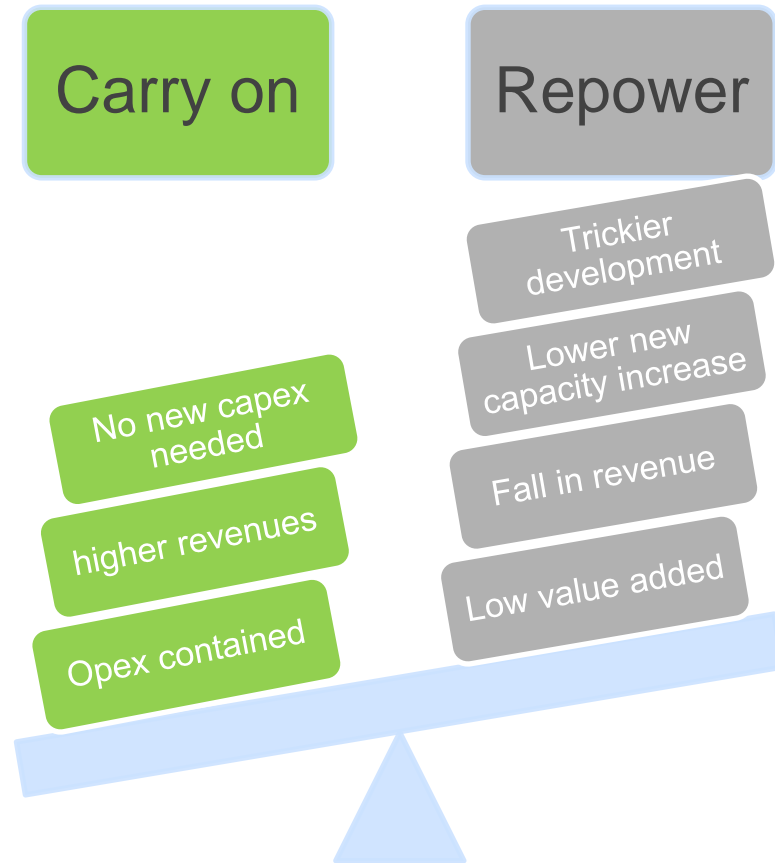 Carry on
No new capex
needed
higher revenues
Opex contained
Repower
Trickier
development
Lower new
capacity increase
Fall in revenue
Low value added